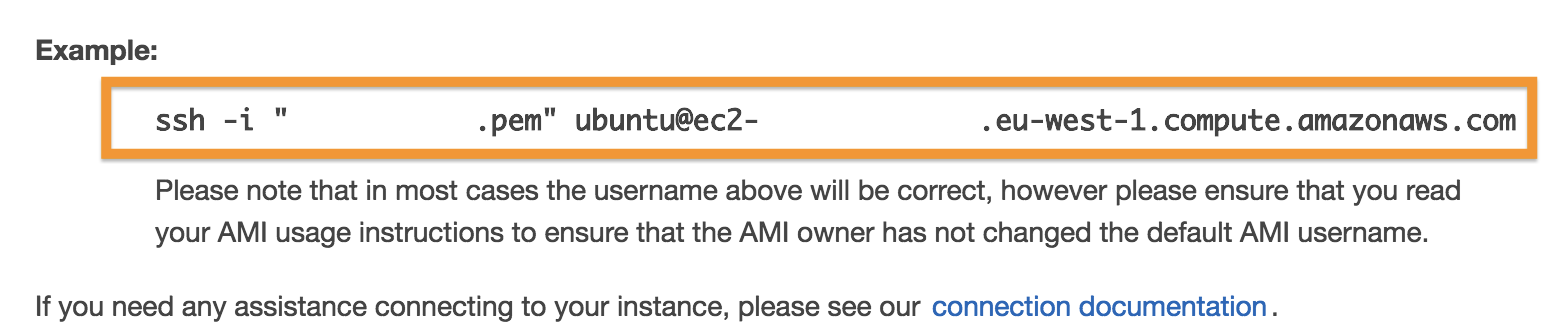 Example:
ssh -i " .pem" ubuntu@ec2- .eu-west-1.compute.amazonaws.com
Please note that in most cases the username above will be correct, however please ensure that you read
your AMI usage instructions to ensure that the AMI owner has not changed the default AMI username.
If you need any assistance connecting to your instance, please see our connection documentation.